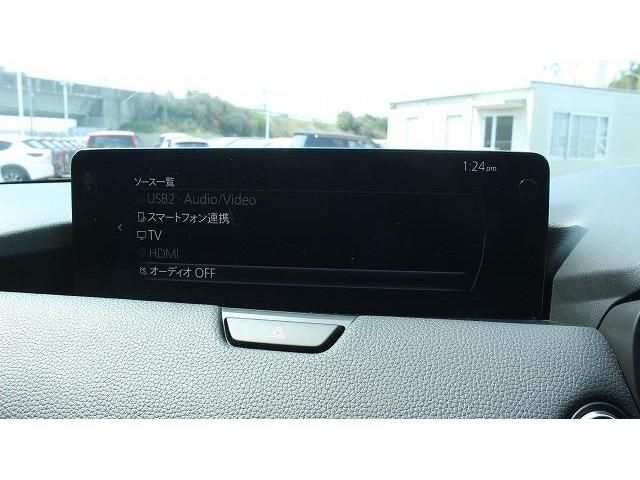 1:24 pm
ソース一覧
USB2 - Audio/Video
スマートフォン連携
TV
HDMI
オーディオ OFF